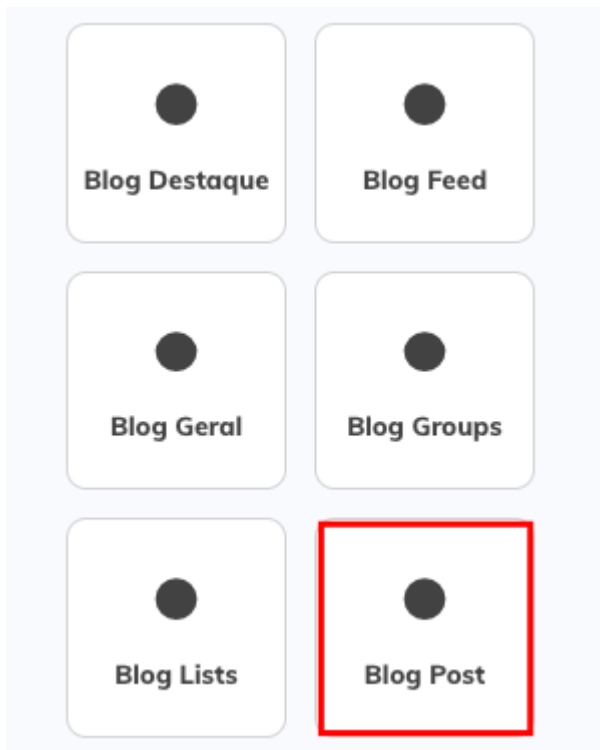 Blog Destaque
Blog Feed
Blog Geral
Blog Groups
Blog Lists
Blog Post